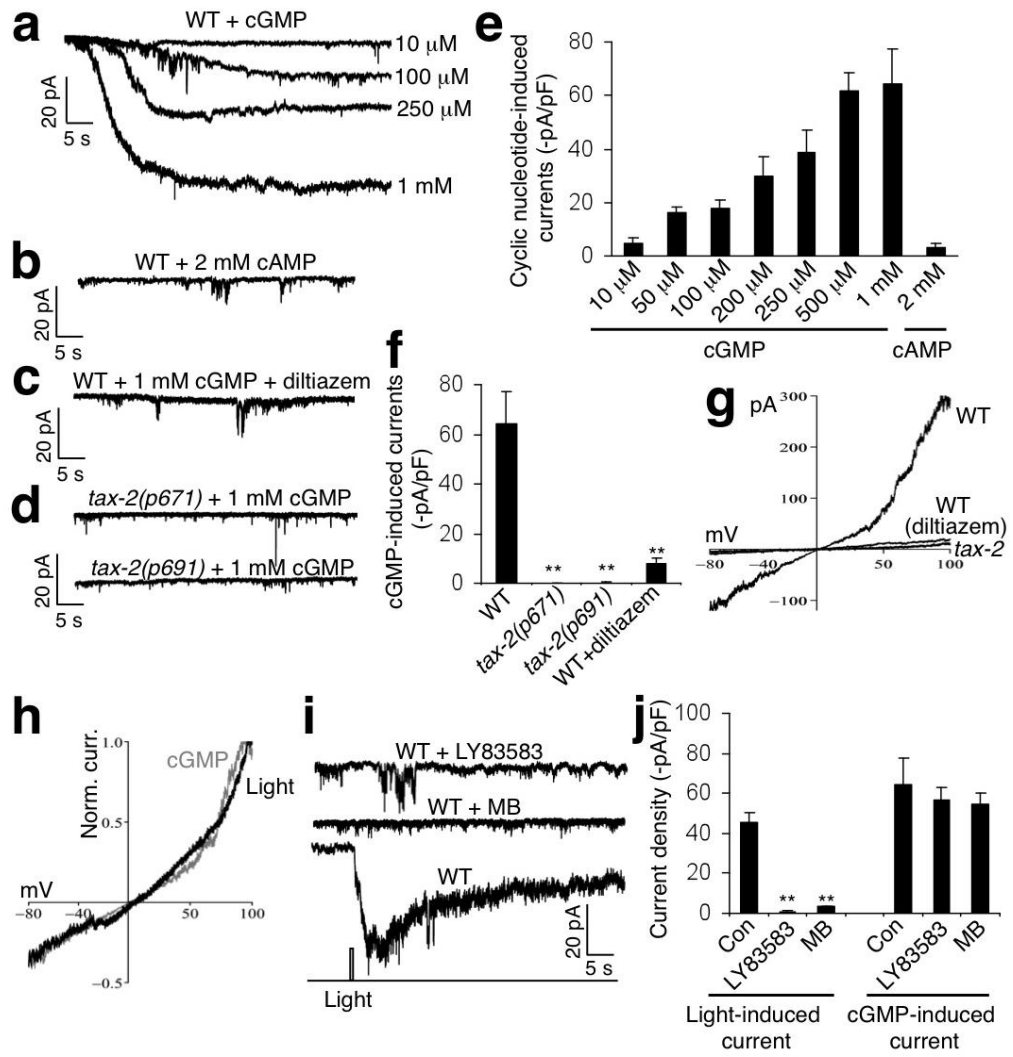 a
WT + cGMP
10 μM
100 μM
250 μM
1 mM
20 pA
5 s
b
WT + 2 mM cAMP
20 pA
5 s
c
WT + 1 mM cGMP + diltiazem
20 pA
5 s
d
tax-2(p671) + 1 mM cGMP
tax-2(p691) + 1 mM cGMP
20 pA
5 s
e
Cyclic nucleotide-induced
currents (-pA/pF)
80
60
40
20
0
10 μM
50 μM
100 μM
200 μM
250 μM
500 μM
1 mM
2 mM
cGMP
cAMP
f
cGMP-induced currents
(-pA/pF)
80
60
40
20
0
**
**
**
WT
tax-2(p671)
tax-2(p691)
WT+diltiazem
g
pA
300
200
100
−100
mV
−80
−40
50
100
WT
WT
(diltiazem)
tax-2
h
Norm. curr.
1.0
0.5
−0.5
cGMP
Light
mV
−80
−40
50
100
i
WT + LY83583
WT + MB
WT
20 pA
5 s
Light
j
Current density (-pA/pF)
100
80
60
40
20
0
**
**
Con
LY83583
MB
Con
LY83583
MB
Light-induced
current
cGMP-induced
current